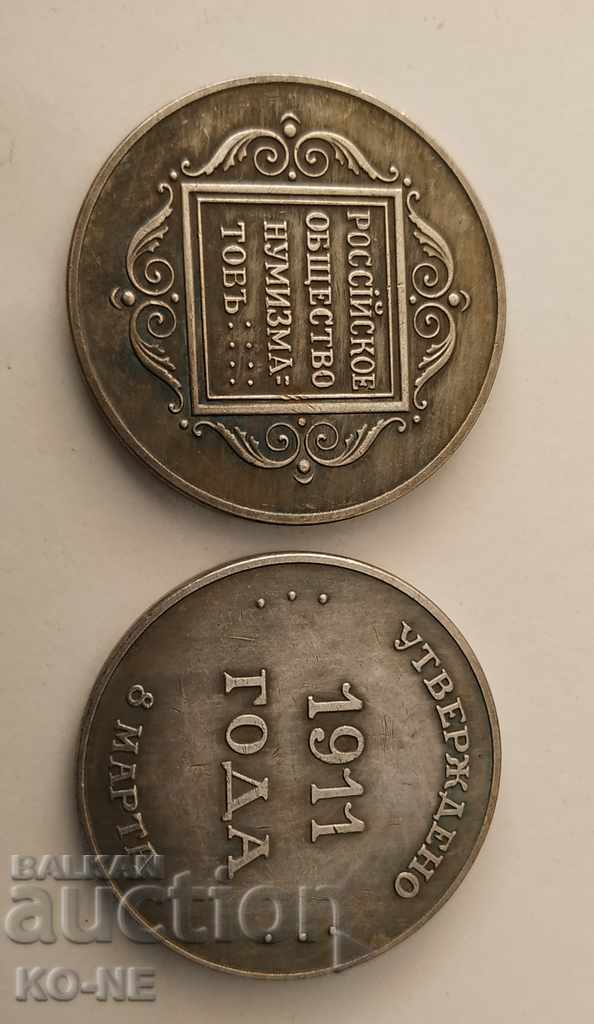 РОССІЙСКОЕ
ОБЩЕСТВО
НУМИЗМА=
ТОВЪ::::
УТВЕРЖДЕНО
1911
ГОДА
8 МАРТА
BALKAN
auction
KO-NE